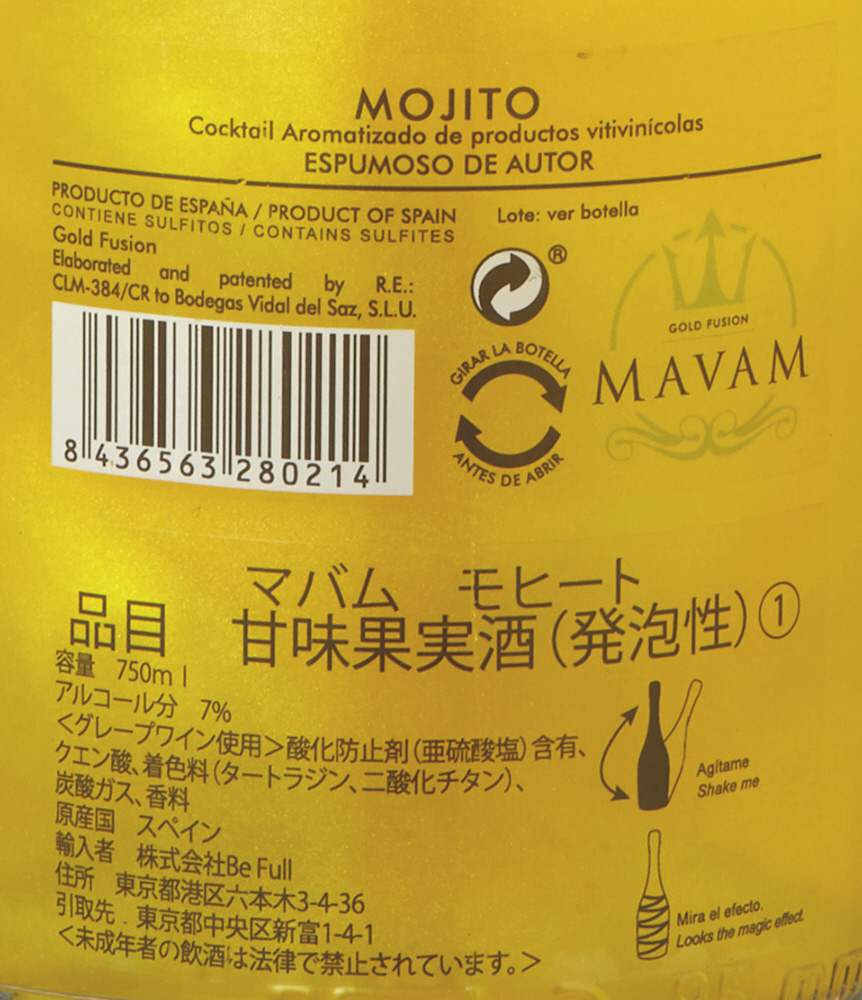 MOJITO
Cocktail Aromatizado de productos vitivinícolas
ESPUMOSO DE AUTOR
PRODUCTO DE ESPAÑA / PRODUCT OF SPAIN
CONTIENE SULFITOS / CONTAINS SULFITES
Gold Fusion
Elaborated and patented by R.E.:
CLM-384/CR to Bodegas Vidal del Saz, S.L.U.
8 436563 280214
Lote: ver botella
®
GIRAR LA BOTELLA
ANTES DE ABRIR
GOLD FUSION
MAVAM
マバム モヒート
品目 甘味果実酒(発泡性)①
容量 750ml
アルコール分 7%
<グレープワイン使用>酸化防止剤(亜硫酸塩)含有、
クエン酸、着色料(タートラジン、二酸化チタン)、
炭酸ガス、香料
原産国 スペイン
輸入者 株式会社Be Full
住所 東京都港区六本木3-4-36
引取先 . 東京都中央区新富1-4-1
<未成年者の飲酒は法律で禁止されています。>
Agítame
Shake me
Mira el efecto.
Looks the magic effect.